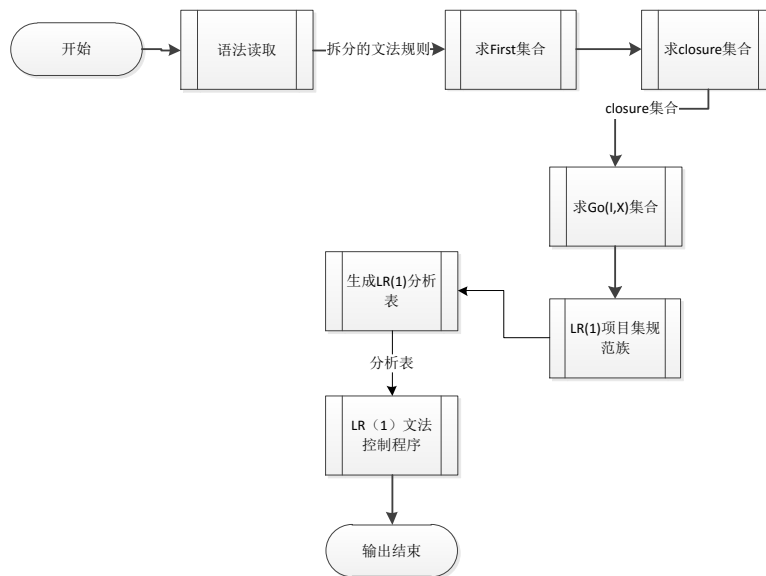 开始
语法读取
拆分的文法规则
求First集合
求closure集合
closure集合
求Go(I,X)集合
LR(1)项目集规
范族
生成LR(1)分析
表
分析表
LR（1）文法
控制程序
输出结束